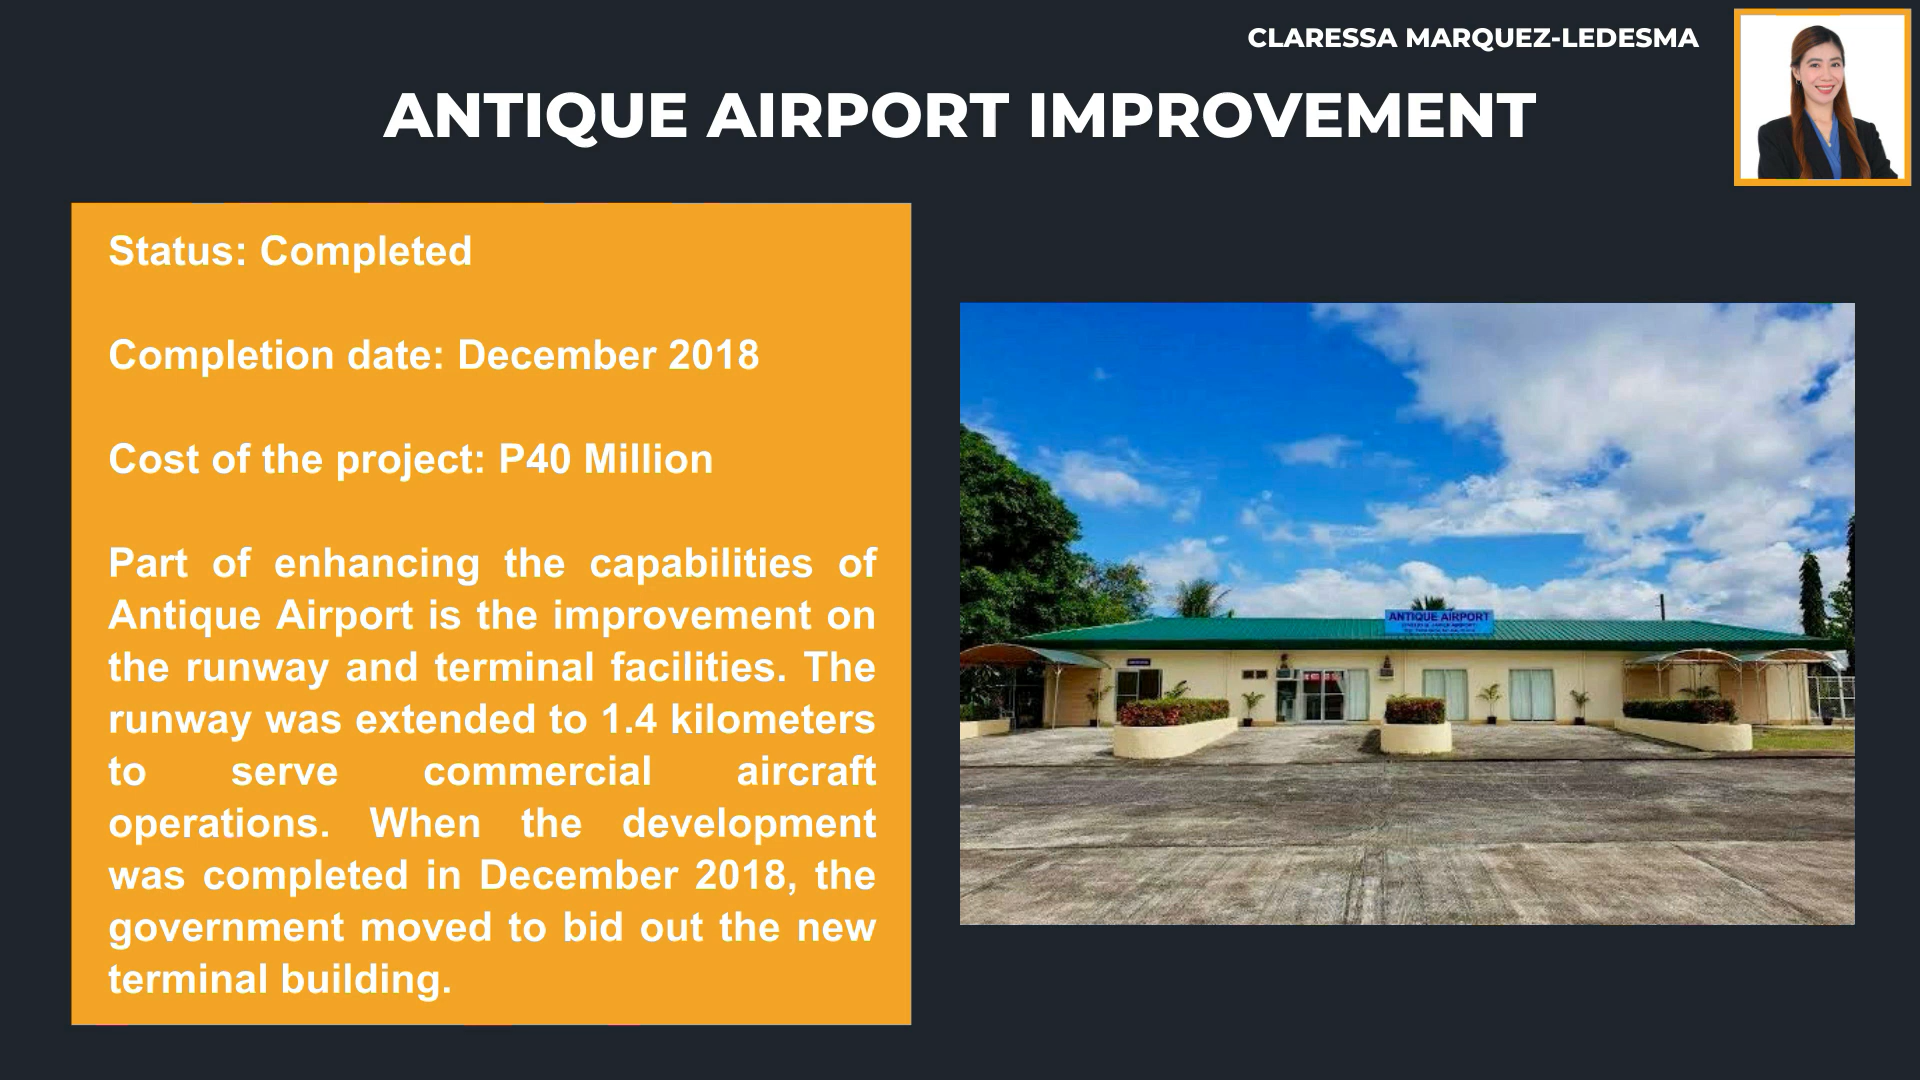 CLARESSA MARQUEZ-LEDESMA
ANTIQUE AIRPORT IMPROVEMENT
Status: Completed
Completion date: December 2018
Cost of the project: P40 Million
Part of enhancing the capabilities of
Antique Airport is the improvement on
the runway and terminal facilities. The
runway was extended to 1.4 kilometers
to serve commercial aircraft
operations. When the development
was completed in December 2018, the
government moved to bid out the new
terminal building.
ANTIQUE AIRPORT